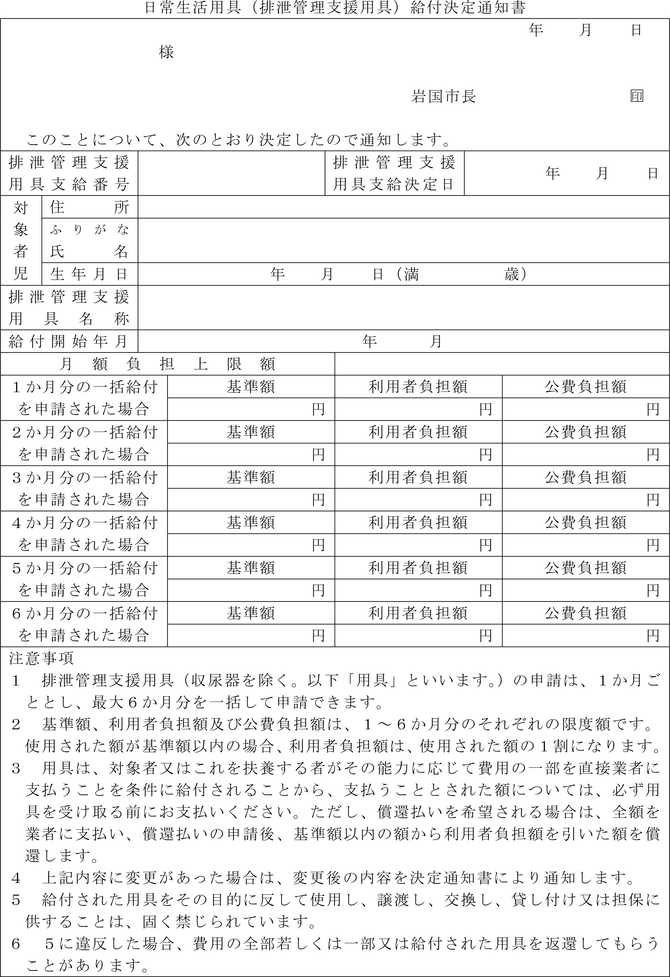 日常生活用具（排泄管理支援用具）給付決定通知書
年　月　日
様
岩国市長　印
このことについて、次のとおり決定したので通知します。
排泄管理支援用具支給番号
排泄管理支援用具支給決定日
年　月　日
対象者児
住所
ふりがな
氏名
生年月日
年　月　日（満　歳）
排泄管理支援用具名称
給付開始年月
年　月
月額負担上限額
1か月分の一括給付　基準額　利用者負担額　公費負担額
を申請された場合　円　円　円
2か月分の一括給付　基準額　利用者負担額　公費負担額
を申請された場合　円　円　円
3か月分の一括給付　基準額　利用者負担額　公費負担額
を申請された場合　円　円　円
4か月分の一括給付　基準額　利用者負担額　公費負担額
を申請された場合　円　円　円
5か月分の一括給付　基準額　利用者負担額　公費負担額
を申請された場合　円　円　円
6か月分の一括給付　基準額　利用者負担額　公費負担額
を申請された場合　円　円　円
注意事項
1　排泄管理支援用具（収尿器を除く。以下「用具」といいます。）の申請は、1か月ご
ととし、最大6か月分を一括して申請できます。
2　基準額、利用者負担額及び公費負担額は、1～6か月分のそれぞれの限度額です。
使用された額が基準額以内の場合、利用者負担額は、使用された額の1割になります。
3　用具は、対象者又はこれを扶養する者がその能力に応じて費用の一部を直接業者に
支払うことを条件に給付されることから、支払うこととされた額については、必ず用
具を受け取る前にお支払いください。ただし、償還払いを希望される場合は、全額を
業者に支払い、償還払いの申請後、基準額以内の額から利用者負担額を引いた額を償
還します。
4　上記内容に変更があった場合は、変更後の内容を決定通知書により通知します。
5　給付された用具をその目的に反して使用し、譲渡し、交換し、貸し付け又は担保に
供することは、固く禁じられています。
6　5に違反した場合、費用の全部若しくは一部又は給付された用具を返還してもらう
ことがあります。